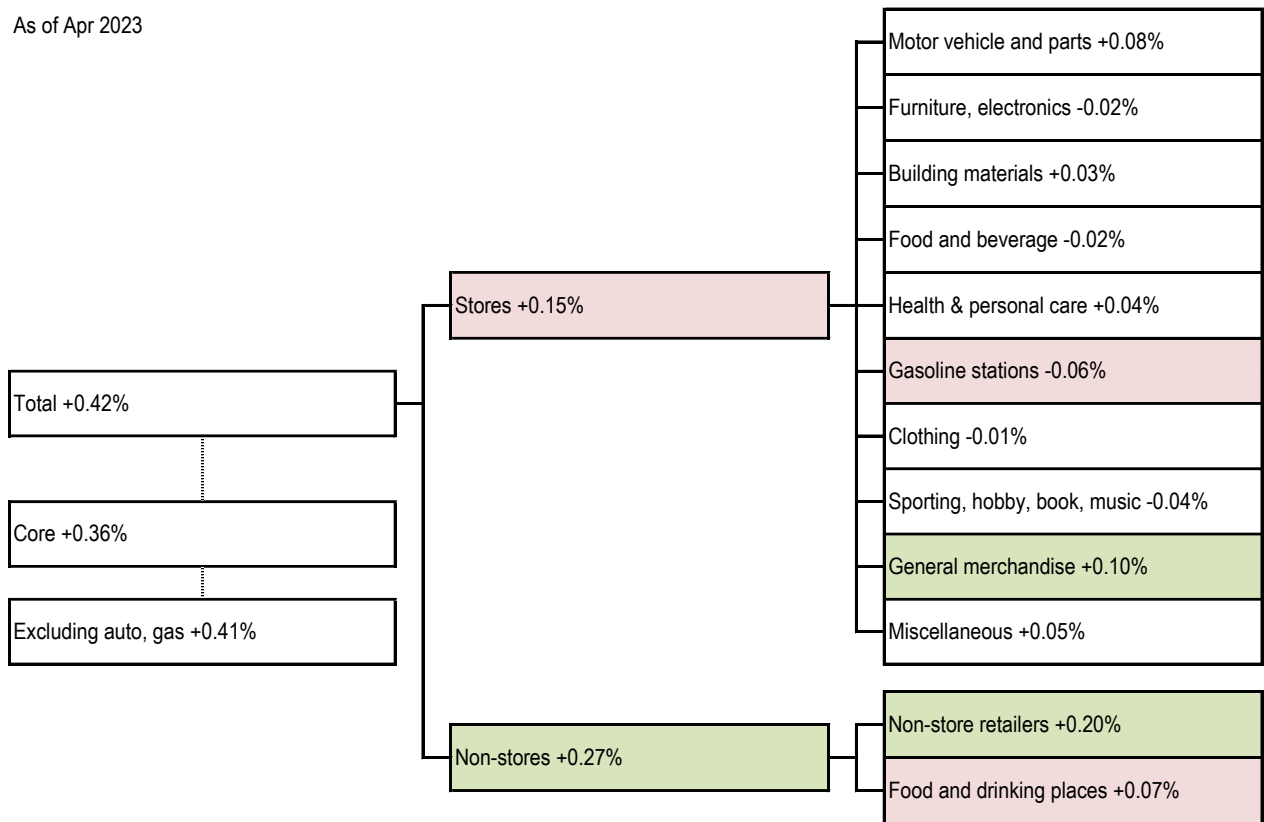 As of Apr 2023
Total +0.42%
Core +0.36%
Excluding auto, gas +0.41%
Stores +0.15%
Non-stores +0.27%
Motor vehicle and parts +0.08%
Furniture, electronics -0.02%
Building materials +0.03%
Food and beverage -0.02%
Health & personal care +0.04%
Gasoline stations -0.06%
Clothing -0.01%
Sporting, hobby, book, music -0.04%
General merchandise +0.10%
Miscellaneous +0.05%
Non-store retailers +0.20%
Food and drinking places +0.07%